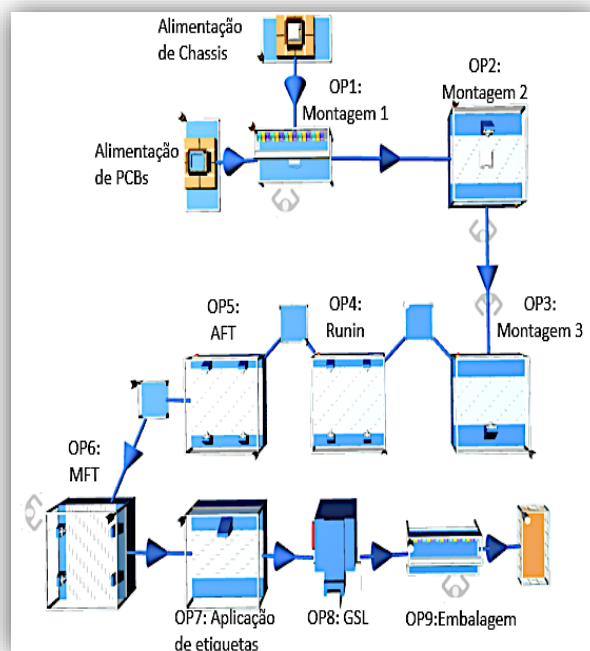 Alimentação
de Chassis
OP1:
Montagem 1
OP2:
Montagem 2
Alimentação
de PCBs
OP5:
AFT
OP4:
Runin
OP3:
Montagem 3
OP6:
MFT
OP7: Aplicação
de etiquetas
OP8: GSL
OP9:Embalagem